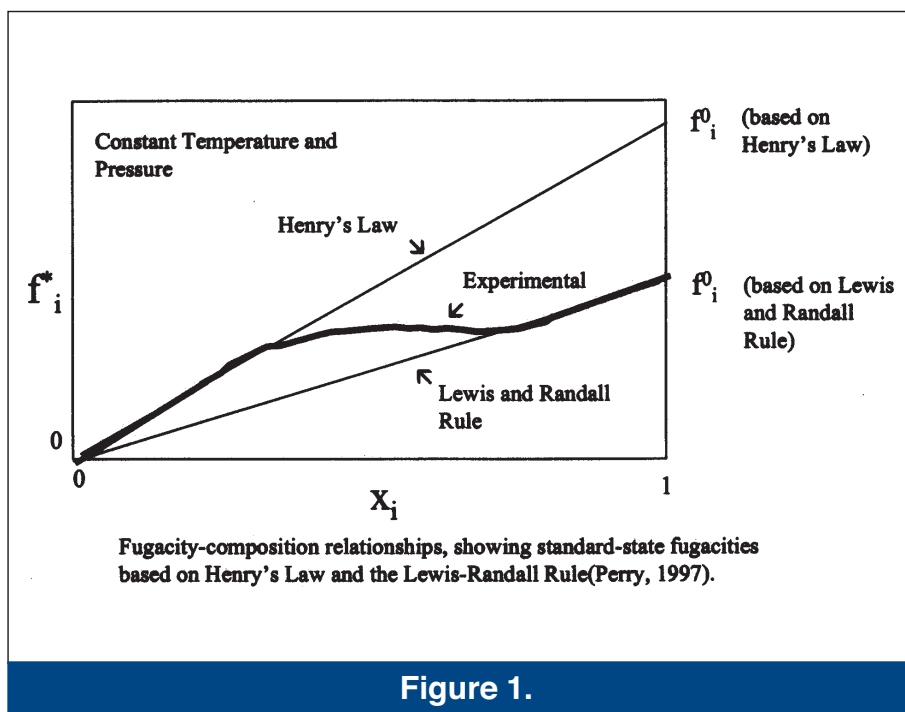 Constant Temperature and
Pressure
f⁰ᵢ (based on
Henry's Law)
Henry's Law
Experimental
f*ᵢ
f⁰ᵢ (based on Lewis
and Randall
Rule)
Lewis and Randall
Rule
0
0
Xᵢ
1
Fugacity-composition relationships, showing standard-state fugacities
based on Henry's Law and the Lewis-Randall Rule(Perry, 1997).
Figure 1.